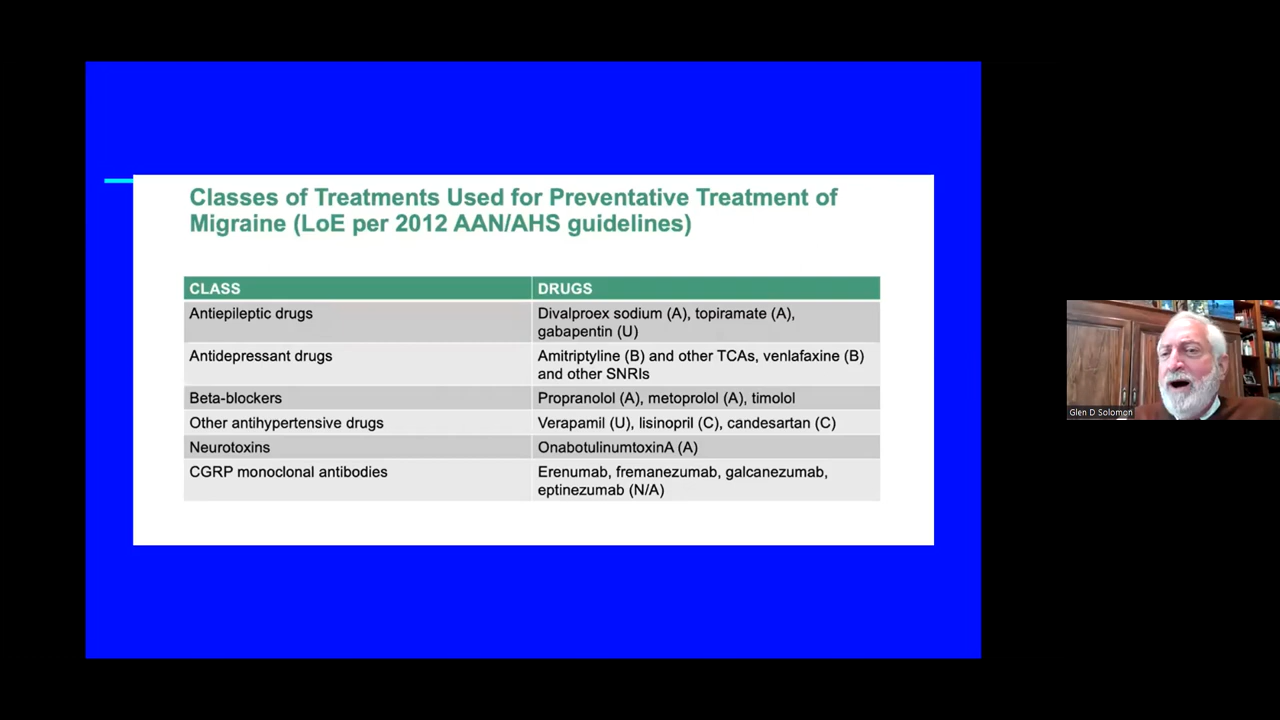 Classes of Treatments Used for Preventative Treatment of
Migraine (LoE per 2012 AAN/AHS guidelines)
CLASS DRUGS
Antiepileptic drugs Divalproex sodium (A), topiramate (A),
gabapentin (U)
Antidepressant drugs Amitriptyline (B) and other TCAs, venlafaxine (B)
and other SNRIs
Beta-blockers Propranolol (A), metoprolol (A), timolol
Other antihypertensive drugs Verapamil (U), lisinopril (C), candesartan (C)
Neurotoxins OnabotulinumtoxinA (A)
CGRP monoclonal antibodies Erenumab, fremanezumab, galcanezumab,
eptinezumab (N/A)
Glen D Solomon